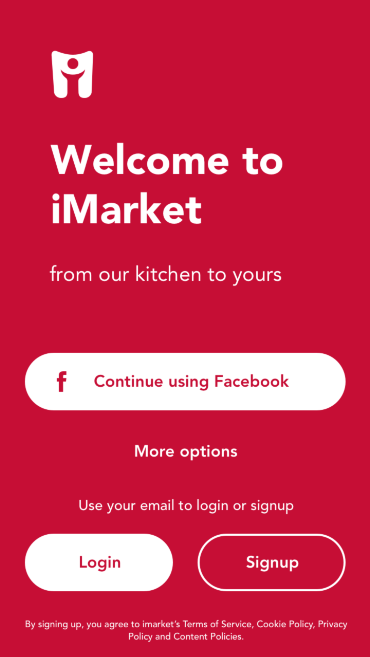 Welcome to
iMarket
from our kitchen to yours
Continue using Facebook
More options
Use your email to login or signup
Login
Signup
By signing up, you agree to imarket's Terms of Service, Cookie Policy, Privacy
Policy and Content Policies.